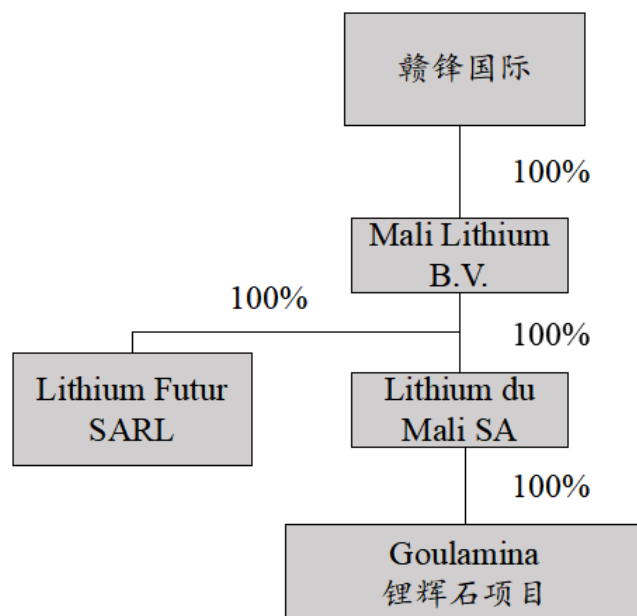 赣锋国际
100%
Mali Lithium
B.V.
100%
100%
Lithium Futur
SARL
Lithium du
Mali SA
100%
Goulamina
锂辉石项目